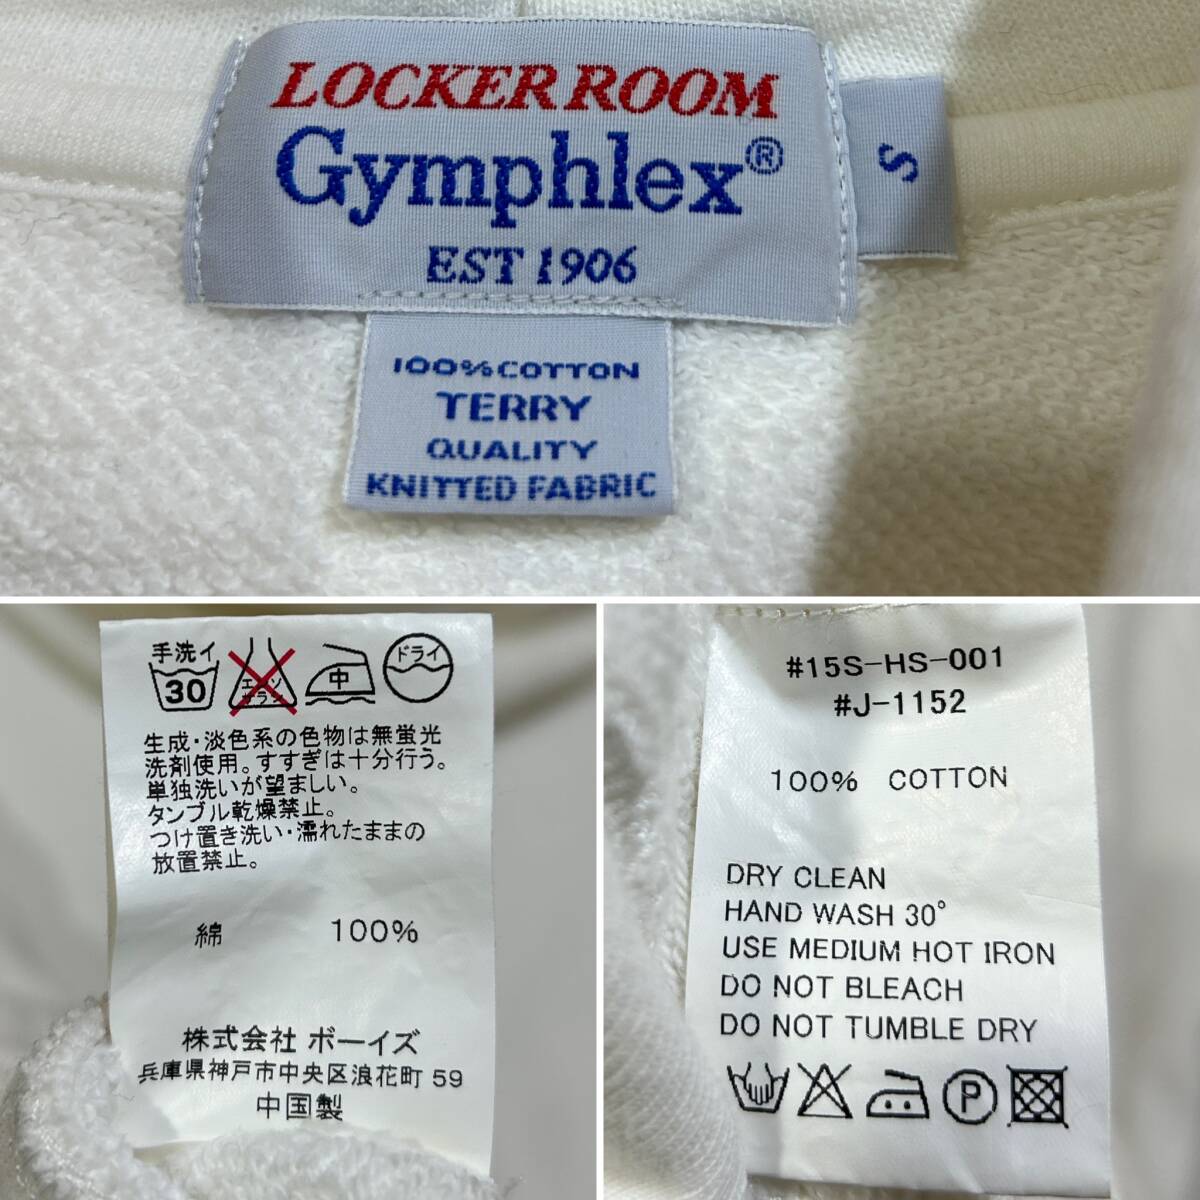 LOCKER ROOM
Gymphlex®
EST 1906
S
100% COTTON
TERRY
QUALITY
KNITTED FABRIC
手洗イ
30
エンソ
サラシ
中
ドライ
生成・淡色系の色物は無蛍光
洗剤使用。すすぎは十分行う。
単独洗いが望ましい。
タンブル乾燥禁止。
つけ置き洗い・濡れたままの
放置禁止。
綿 100%
株式会社 ボーイズ
兵庫県神戸市中央区浪花町 59
中国製
#15S-HS-001
#J-1152
100% COTTON
DRY CLEAN
HAND WASH 30°
USE MEDIUM HOT IRON
DO NOT BLEACH
DO NOT TUMBLE DRY
P